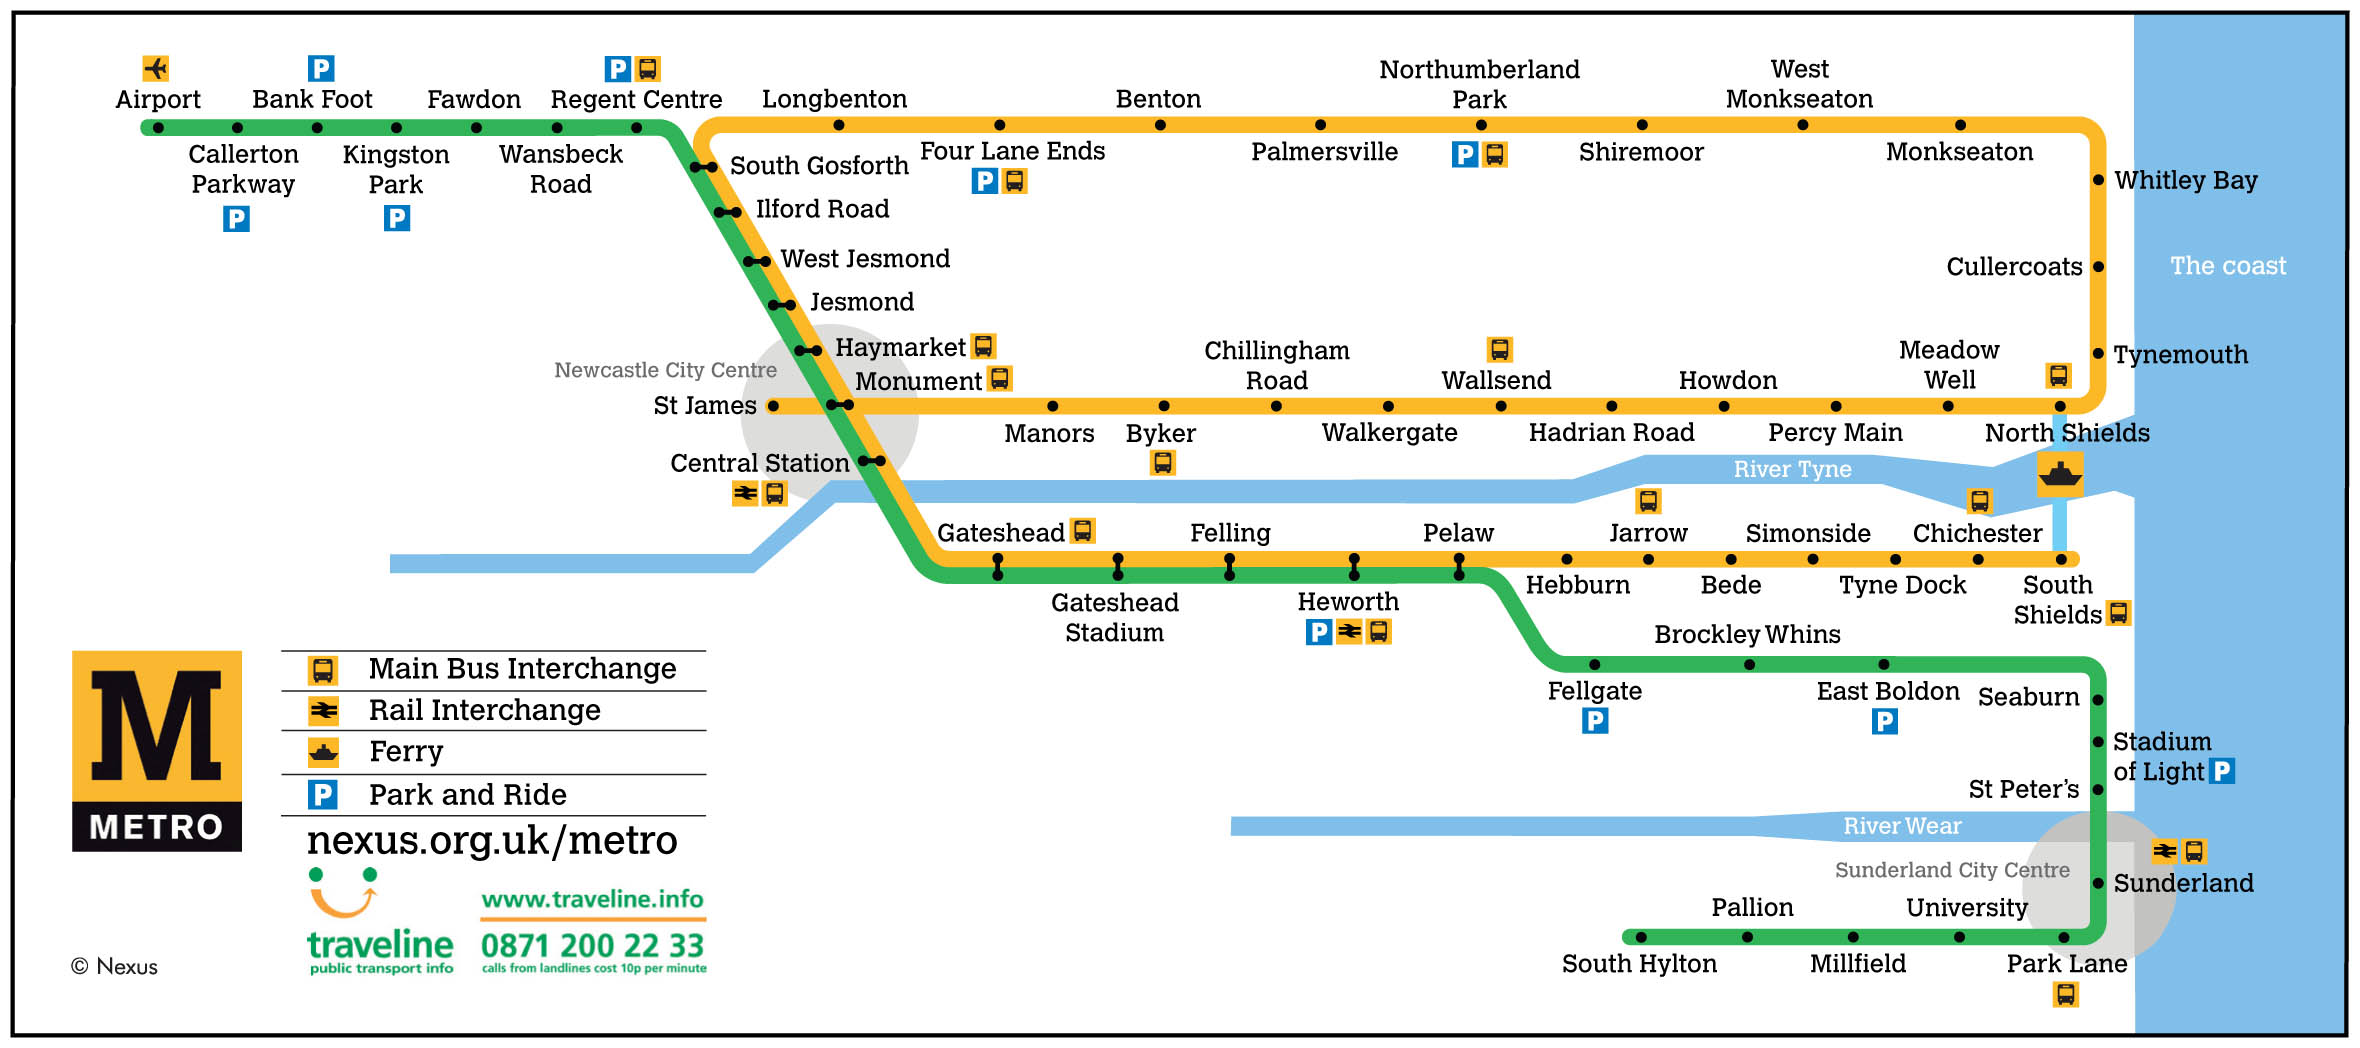 Airport
Bank Foot
Fawdon
Regent Centre
Longbenton
Benton
Northumberland
Park
West
Monkseaton
Callerton
Parkway
Kingston
Park
Wansbeck
Road
South Gosforth
Four Lane Ends
Palmersville
Shiremoor
Monkseaton
Whitley Bay
Ilford Road
West Jesmond
Cullercoats
The coast
Jesmond
Newcastle City Centre
Haymarket
Monument
Chillingham
Road
Wallsend
Howdon
Meadow
Well
Tynemouth
St James
Manors
Byker
Walkergate
Hadrian Road
Percy Main
North Shields
Central Station
River Tyne
Gateshead
Felling
Pelaw
Jarrow
Simonside
Chichester
Hebburn
Bede
Tyne Dock
South
Shields
Gateshead
Stadium
Heworth
Brockley Whins
Fellgate
East Boldon
Seaburn
Stadium
of Light
St Peter's
River Wear
Sunderland City Centre
Sunderland
Pallion
University
South Hylton
Millfield
Park Lane
M
METRO
Main Bus Interchange
Rail Interchange
Ferry
P Park and Ride
nexus.org.uk/metro
traveline
public transport info
www.traveline.info
0871 200 22 33
calls from landlines cost 10p per minute
© Nexus